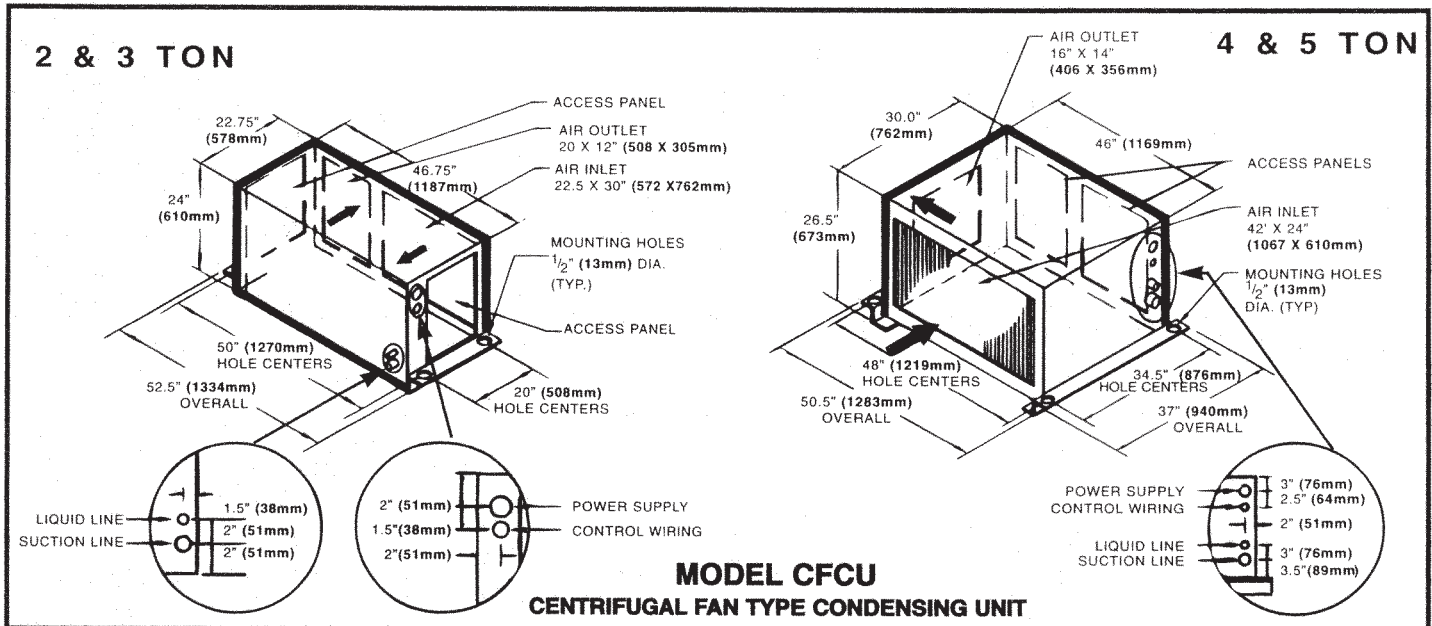 2 & 3 TON
22.75"
(578mm)
24"
(610mm)
46.75"
(1187mm)
ACCESS PANEL
AIR OUTLET
20 X 12" (508 X 305mm)
AIR INLET
22.5 X 30" (572 X762mm)
MOUNTING HOLES
1/2" (13mm) DIA.
(TYP.)
ACCESS PANEL
50" (1270mm)
HOLE CENTERS
52.5" (1334mm)
OVERALL
20" (508mm)
HOLE CENTERS
LIQUID LINE
SUCTION LINE
1.5" (38mm)
2" (51mm)
2" (51mm)
2" (51mm)
1.5"(38mm)
2"(51mm)
POWER SUPPLY
CONTROL WIRING
4 & 5 TON
AIR OUTLET
16" X 14"
(406 X 356mm)
30.0"
(762mm)
46" (1169mm)
26.5"
(673mm)
ACCESS PANELS
AIR INLET
42' X 24"
(1067 X 610mm)
MOUNTING HOLES
1/2" (13mm)
DIA. (TYP)
48" (1219mm)
HOLE CENTERS
50.5" (1283mm)
OVERALL
34.5" (876mm)
HOLE CENTERS
37" (940mm)
OVERALL
POWER SUPPLY
CONTROL WIRING
LIQUID LINE
SUCTION LINE
3" (76mm)
2.5" (64mm)
2" (51mm)
3" (76mm)
3.5"(89mm)
MODEL CFCU
CENTRIFUGAL FAN TYPE CONDENSING UNIT